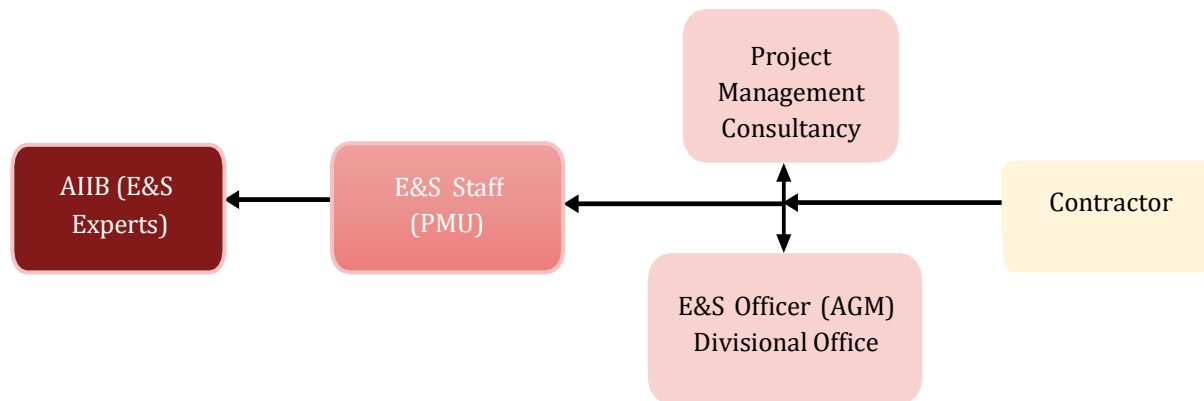 Project
Management
Consultancy
AIIB (E&S
Experts)
E&S Staff
(PMU)
Contractor
E&S Officer (AGM)
Divisional Office